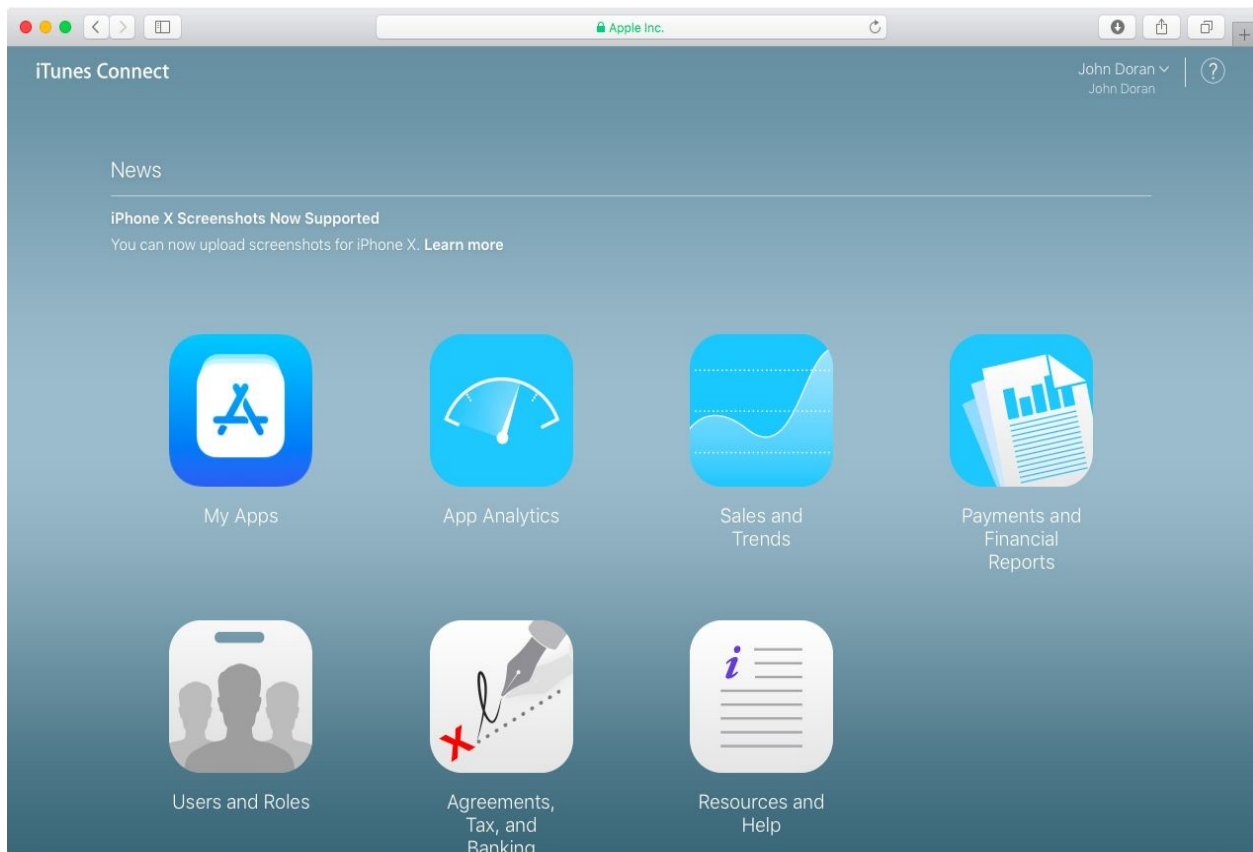 Apple Inc.
iTunes Connect
John Doran
John Doran
?
News
iPhone X Screenshots Now Supported
You can now upload screenshots for iPhone X. Learn more
My Apps
App Analytics
Sales and
Trends
Payments and
Financial
Reports
i
Users and Roles
Agreements,
Tax, and
Banking
Resources and
Help